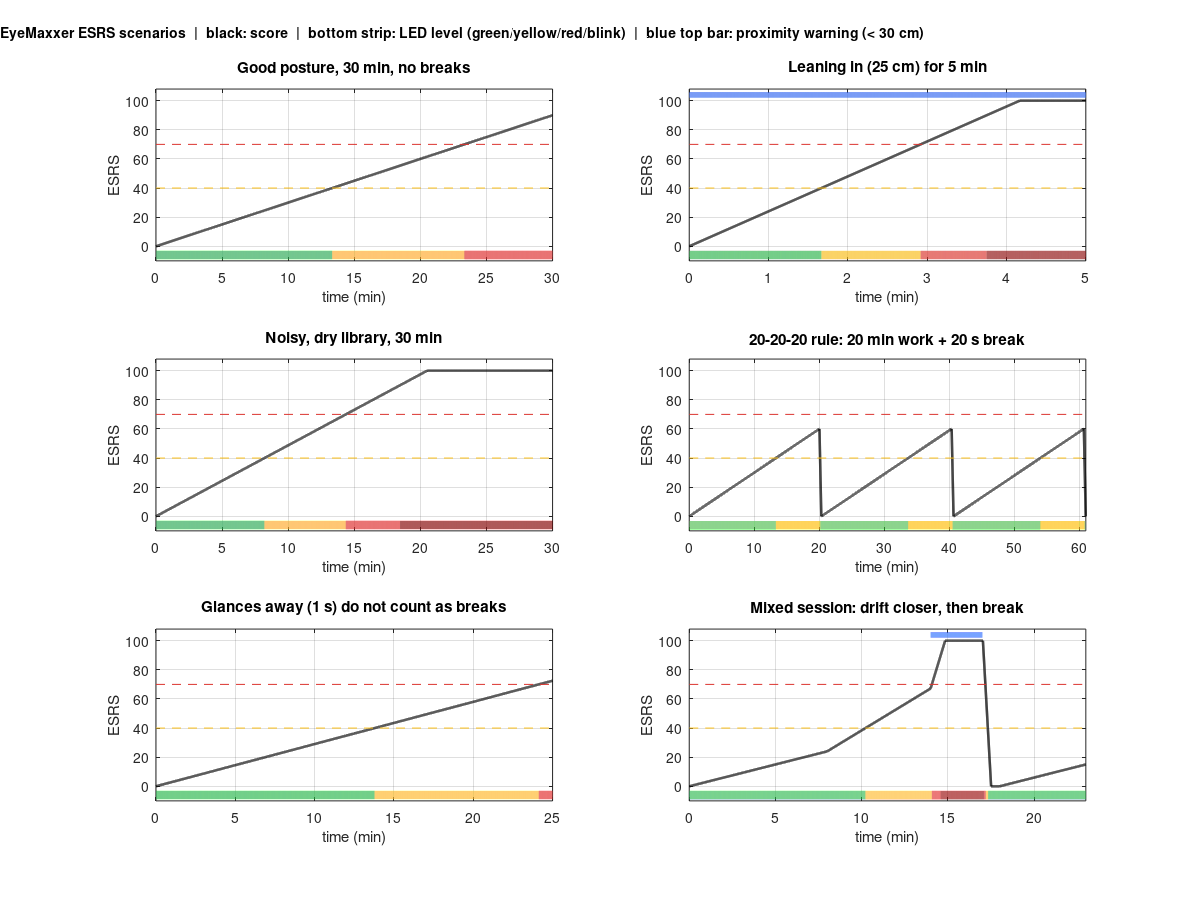 EyeMaxxer ESRS scenarios | black: score | bottom strip: LED level (green/yellow/red/blink) | blue top bar: proximity warning (< 30 cm)
Good posture, 30 min, no breaks
100
80
60
40
20
0
ESRS
0 5 10 15 20 25 30
time (min)
Leaning in (25 cm) for 5 min
100
80
60
40
20
0
ESRS
0 1 2 3 4 5
time (min)
Noisy, dry library, 30 min
100
80
60
40
20
0
ESRS
0 5 10 15 20 25 30
time (min)
20-20-20 rule: 20 min work + 20 s break
100
80
60
40
20
0
ESRS
0 10 20 30 40 50 60
time (min)
Glances away (1 s) do not count as breaks
100
80
60
40
20
0
ESRS
0 5 10 15 20 25
time (min)
Mixed session: drift closer, then break
100
80
60
40
20
0
ESRS
0 5 10 15 20
time (min)